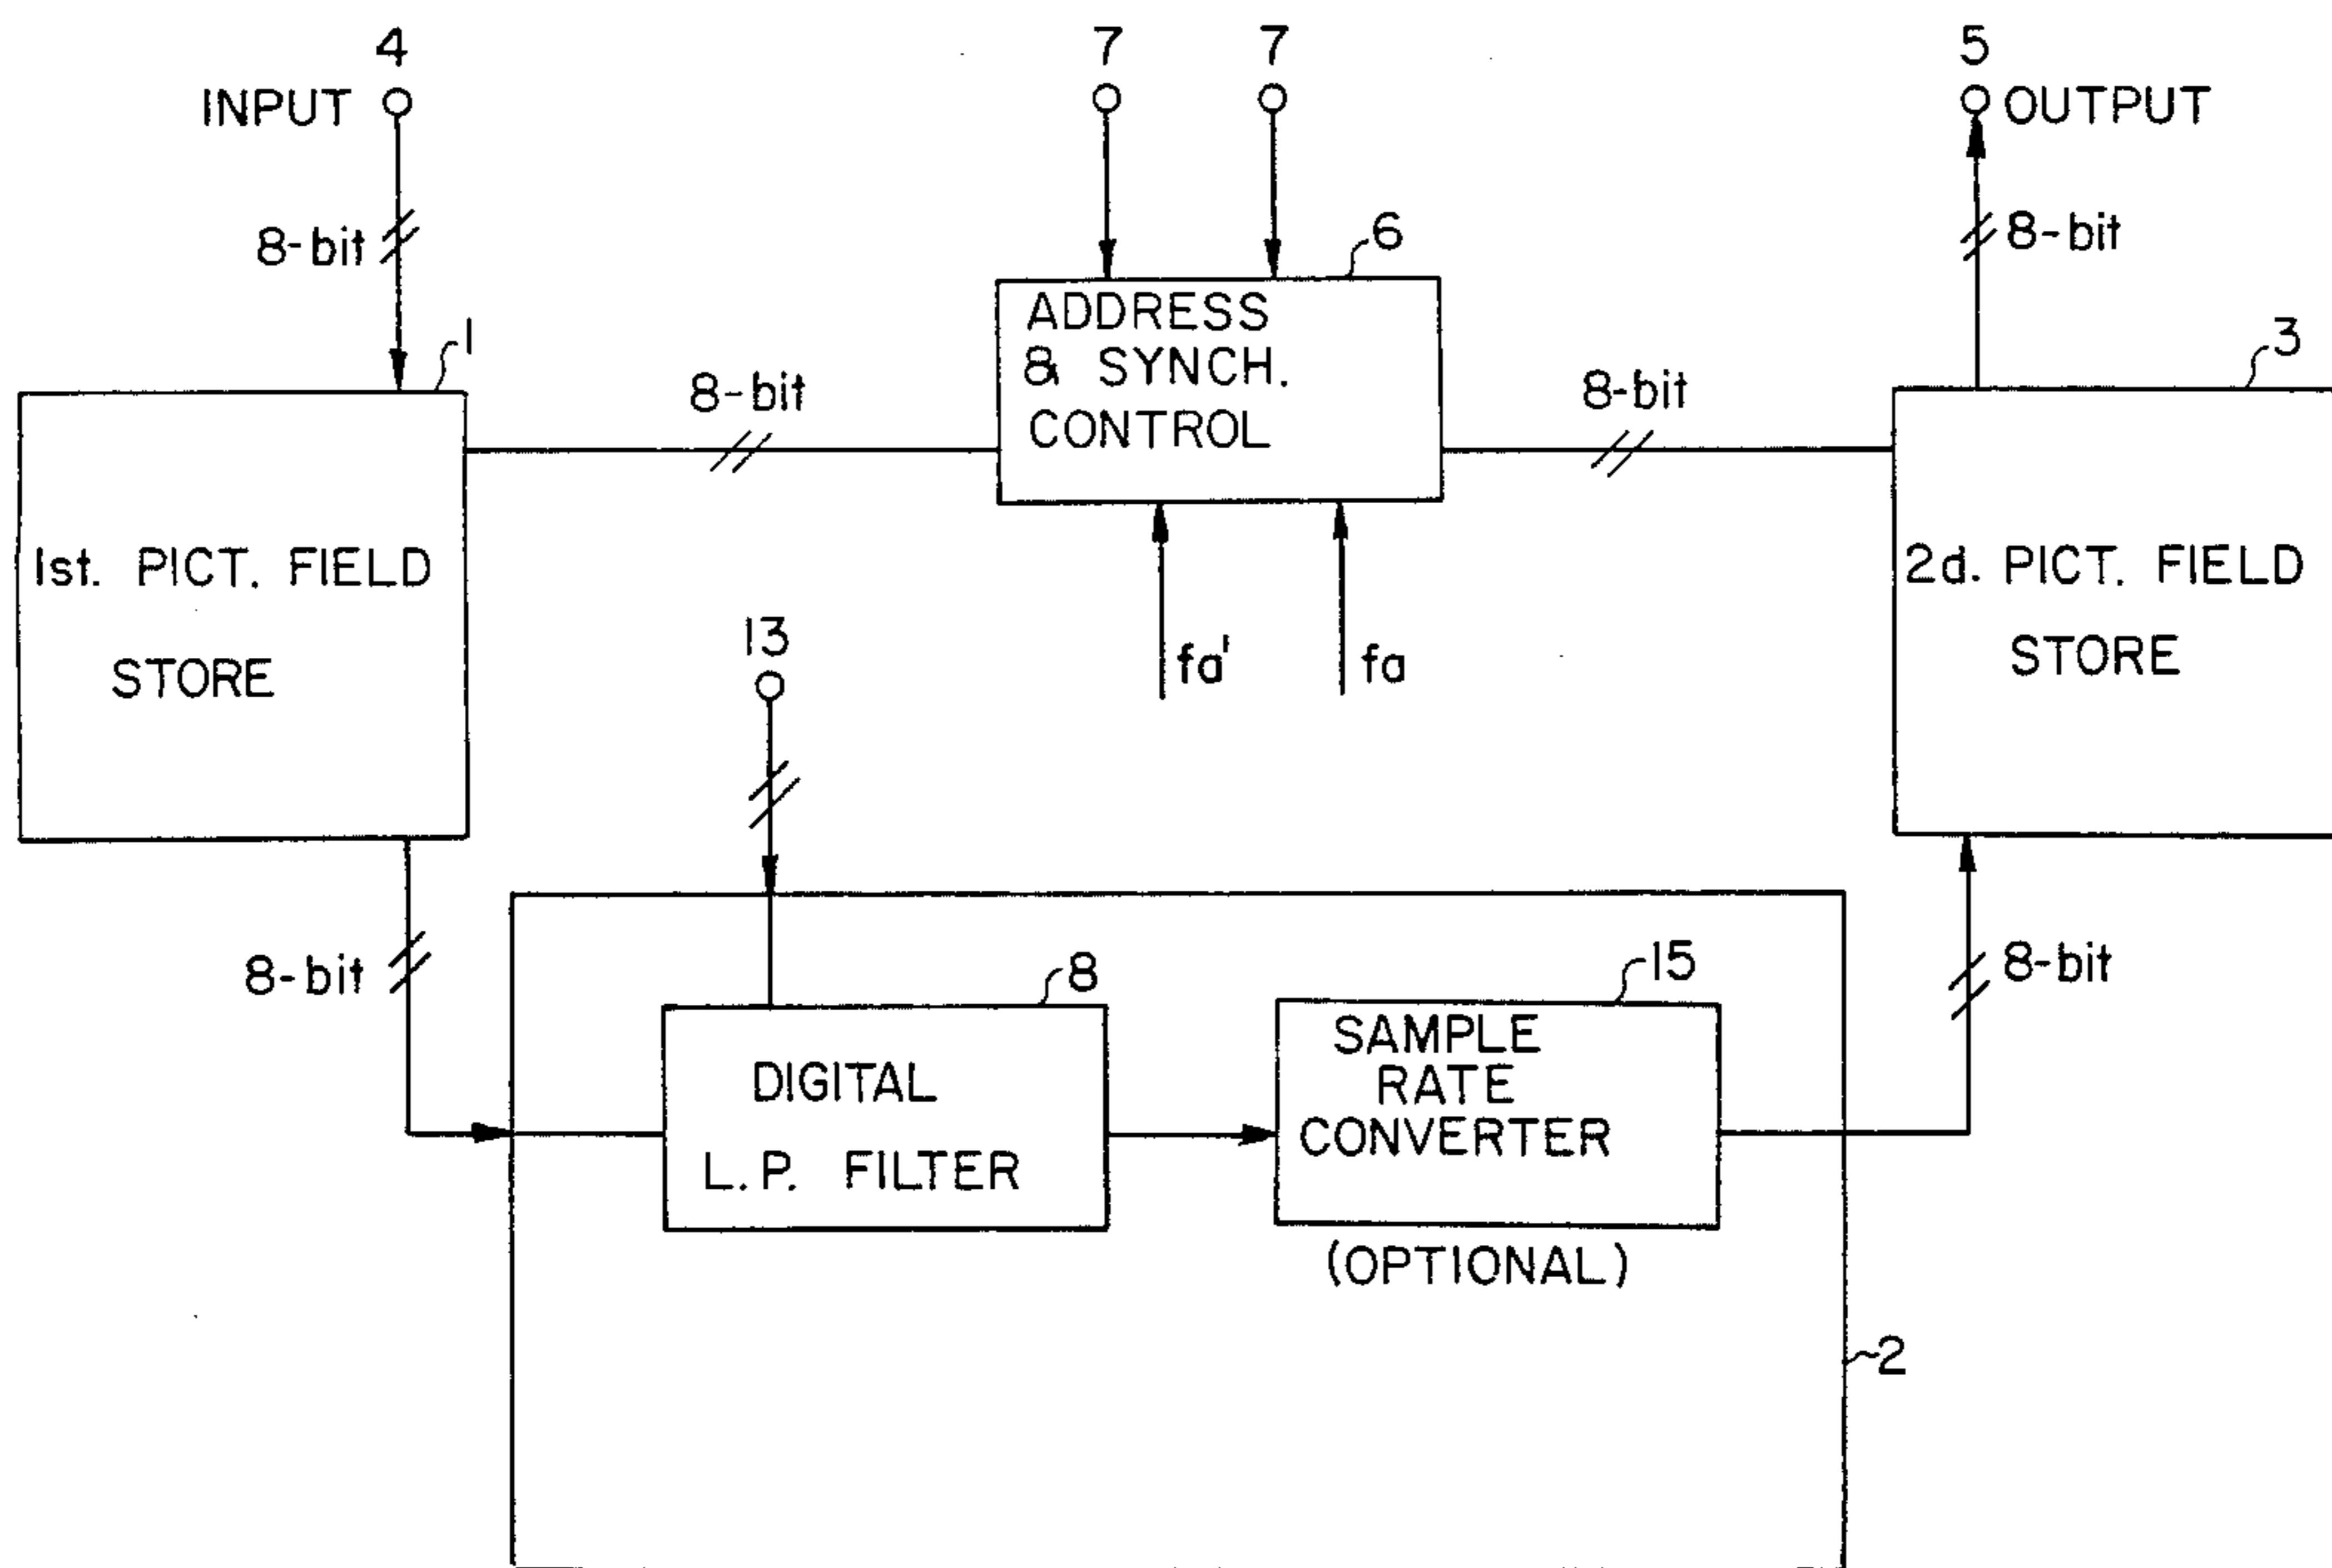 4
7
7
5
INPUT
OUTPUT
8-bit
6
8-bit
ADDRESS
& SYNCH.
CONTROL
1
8-bit
8-bit
3
1st. PICT. FIELD
STORE
2d. PICT. FIELD
STORE
13
fa'
fa
8-bit
8
15
8-bit
DIGITAL
L.P. FILTER
SAMPLE
RATE
CONVERTER
(OPTIONAL)
2